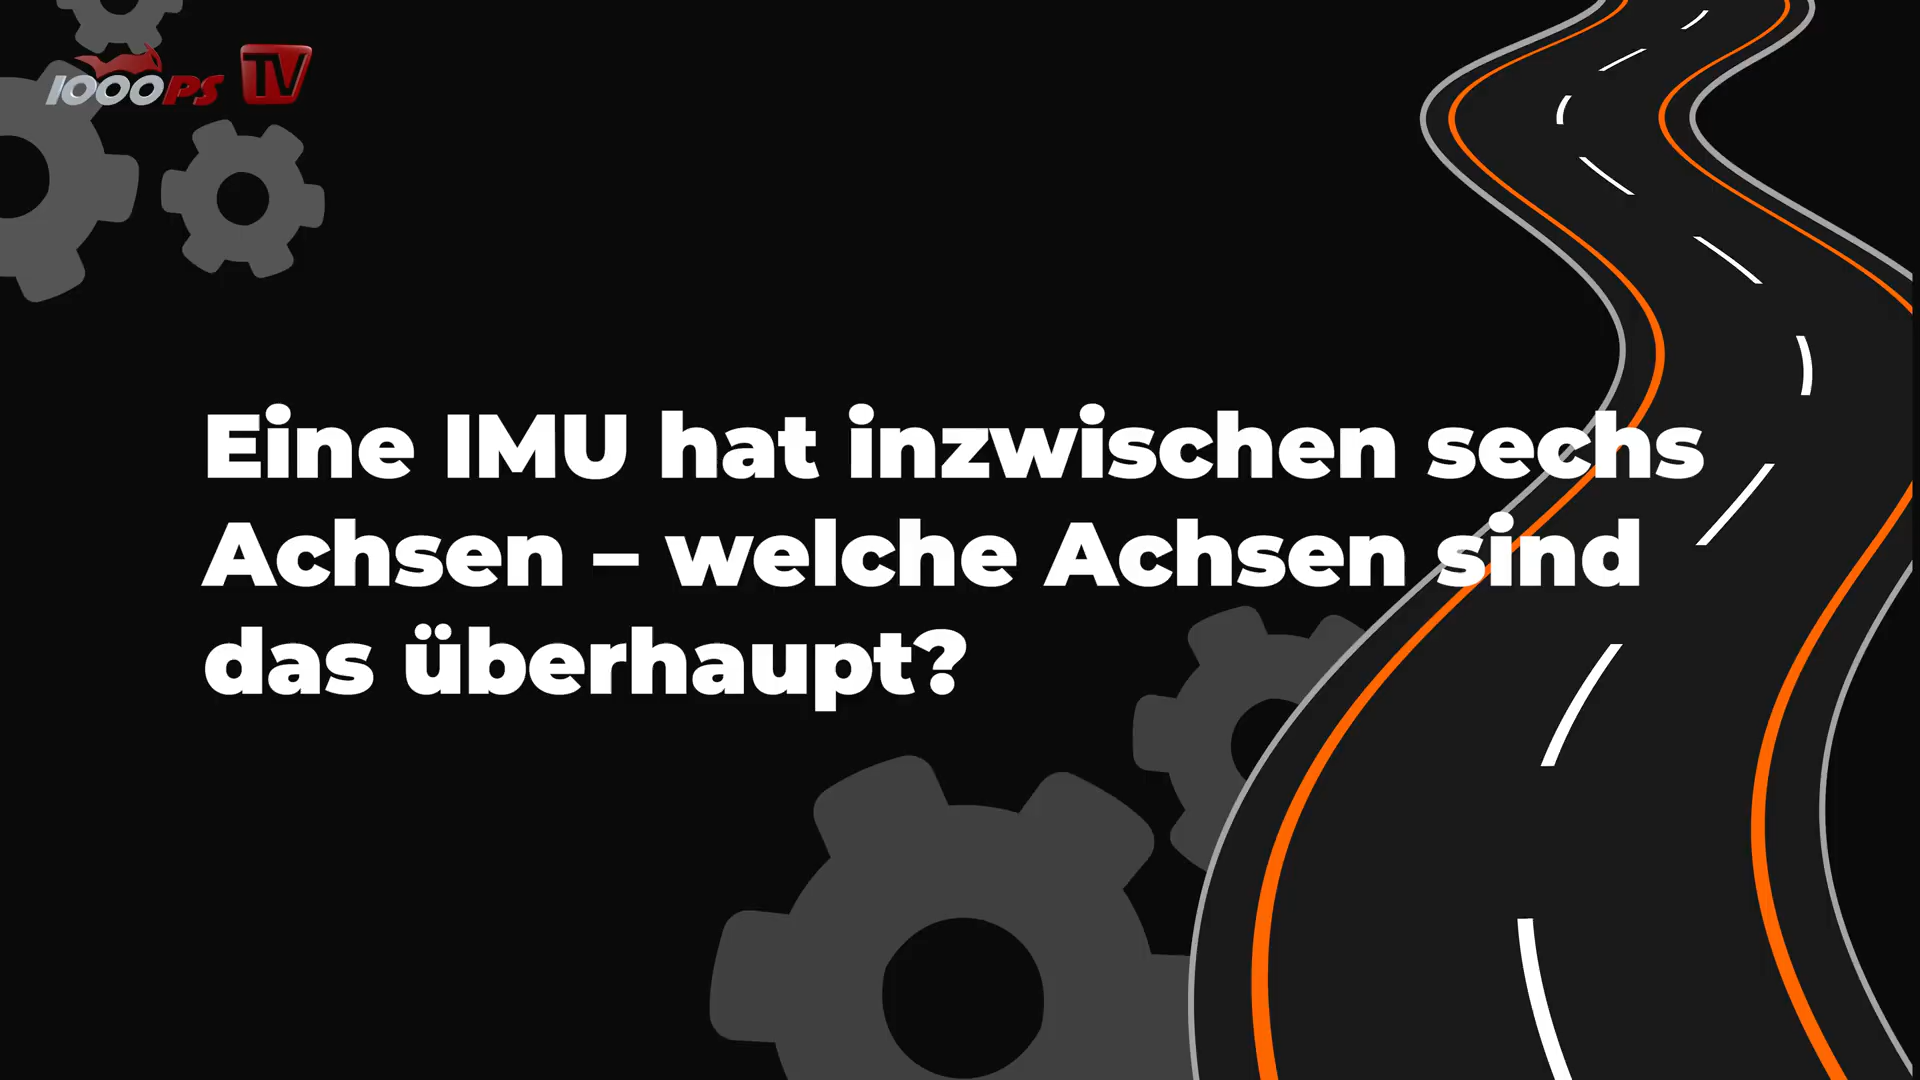 1000PS TV
Eine IMU hat inzwischen sechs
Achsen – welche Achsen sind
das überhaupt?